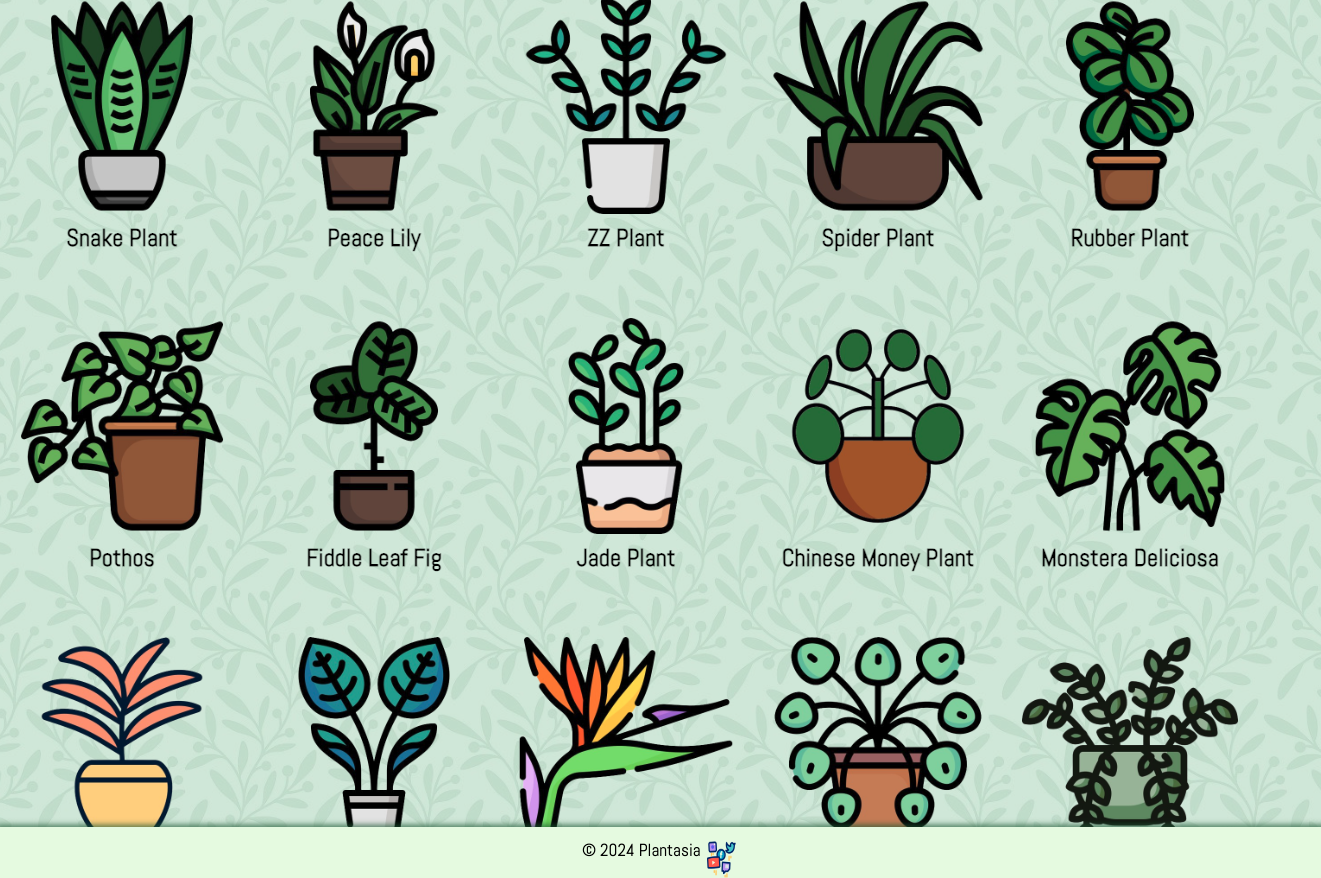 Snake Plant
Peace Lily
ZZ Plant
Spider Plant
Rubber Plant
Pothos
Fiddle Leaf Fig
Jade Plant
Chinese Money Plant
Monstera Deliciosa
© 2024 Plantasia